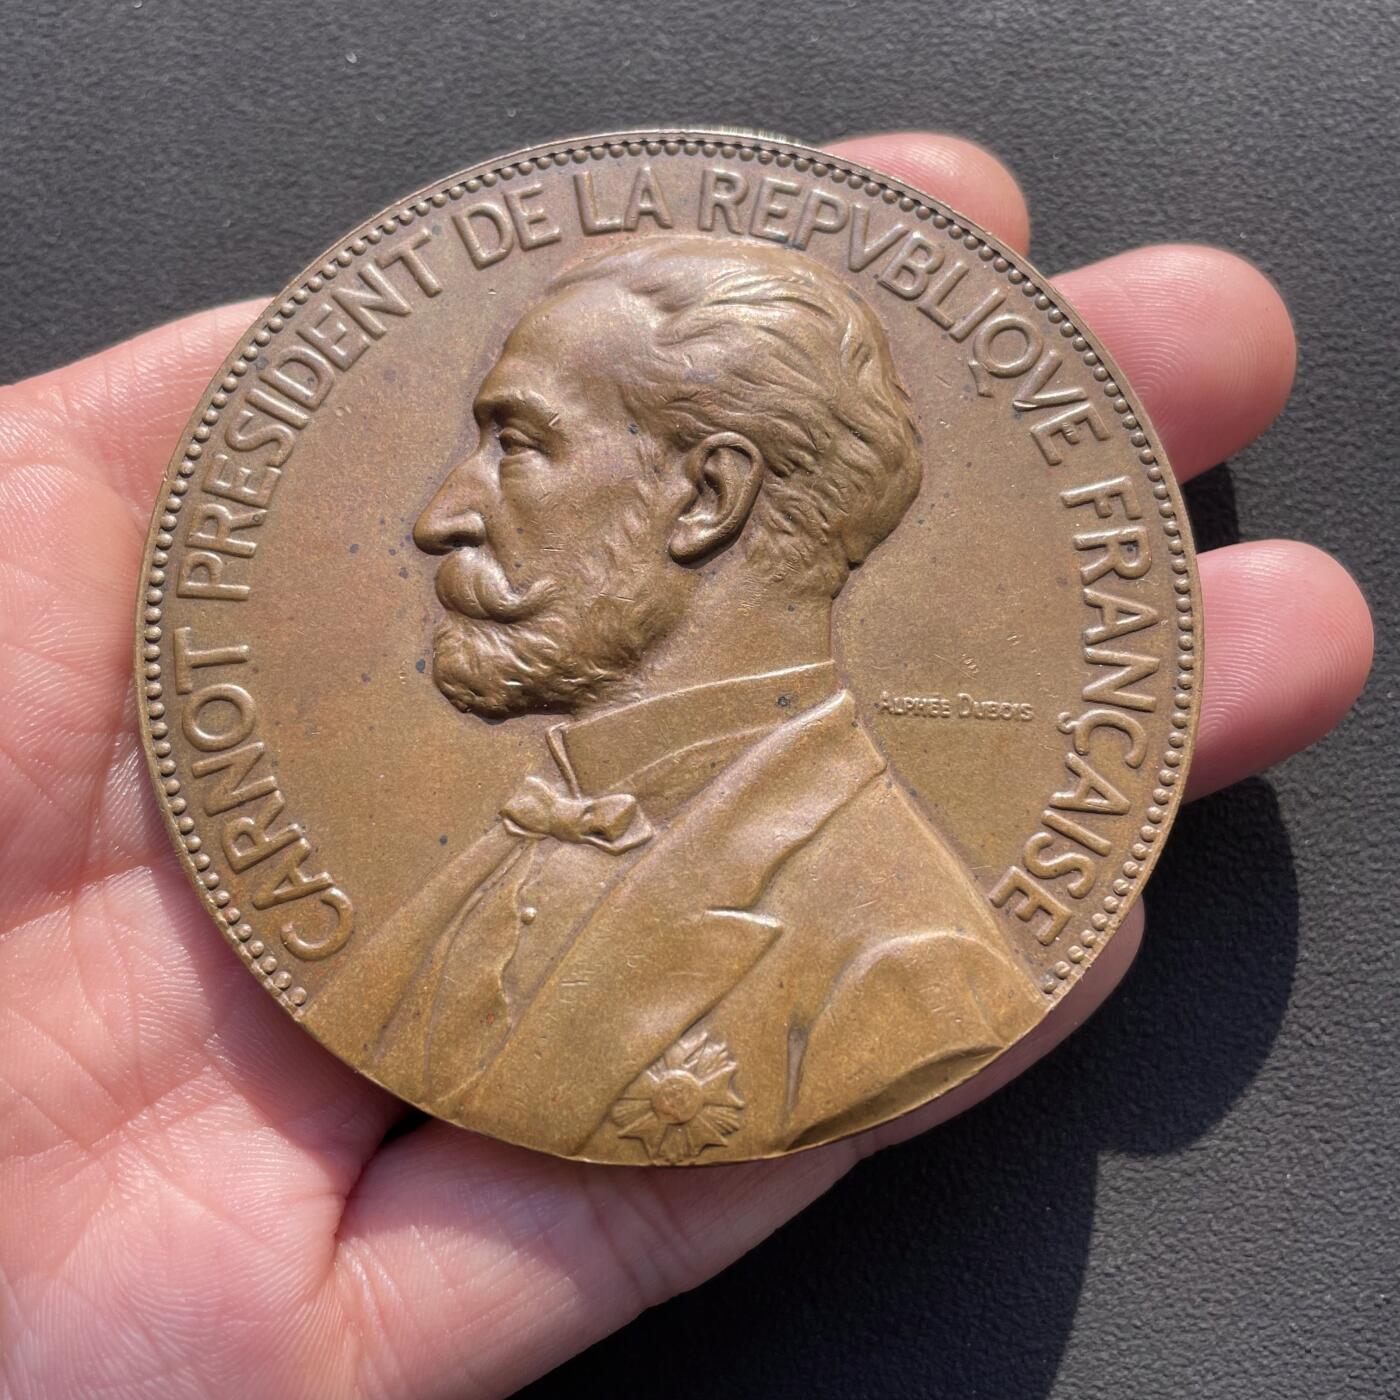 CARNOT PRESIDENT DE LA REPVBLIQVE FRANÇAISE
ALPHÉE DUBOIS